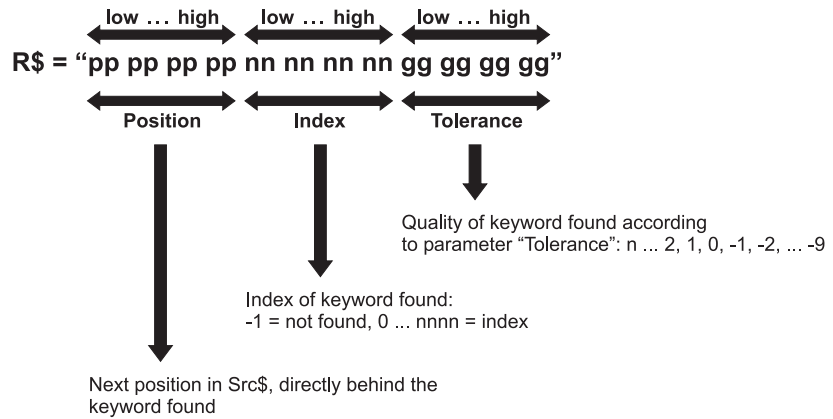 low ... high low ... high low ... high
R$ = “pp pp pp pp nn nn nn nn gg gg gg gg”
Position Index Tolerance
Quality of keyword found according
to parameter “Tolerance”: n ... 2, 1, 0, -1, -2, ... -9
Index of keyword found:
-1 = not found, 0 ... nnnn = index
Next position in Src$, directly behind the
keyword found